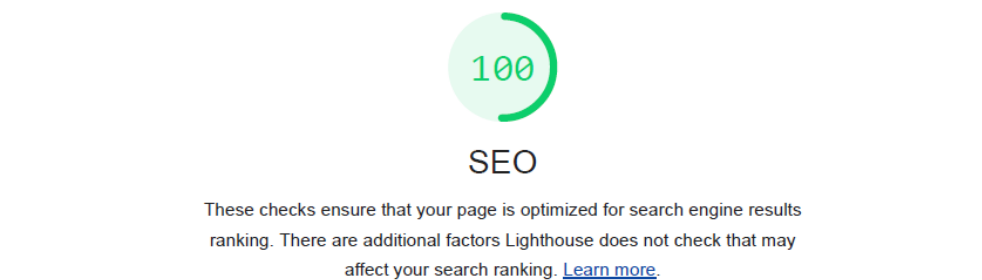 100
SEO
These checks ensure that your page is optimized for search engine results
ranking. There are additional factors Lighthouse does not check that may
affect your search ranking. Learn more.